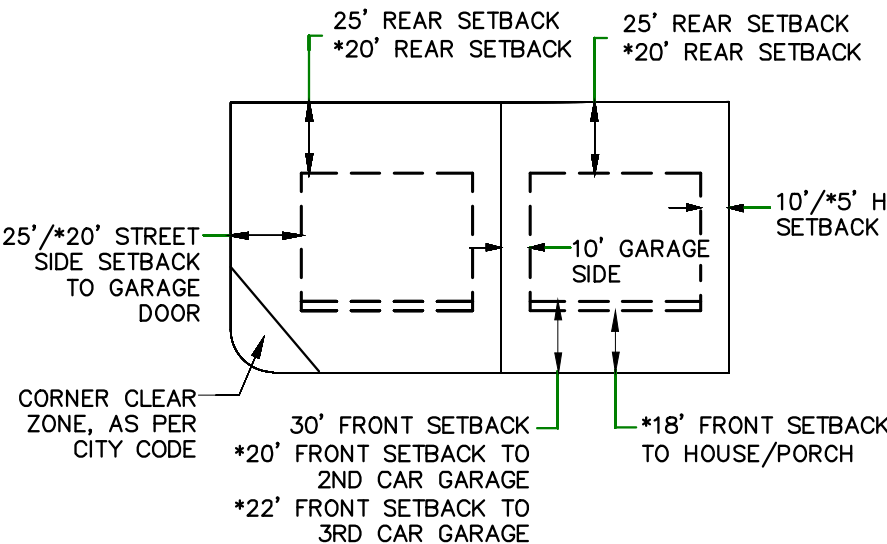 25' REAR SETBACK
*20' REAR SETBACK
25' REAR SETBACK
*20' REAR SETBACK
10'/*5' H
SETBACK
25'/*20' STREET
SIDE SETBACK
TO GARAGE
DOOR
10' GARAGE
SIDE
CORNER CLEAR
ZONE, AS PER
CITY CODE
30' FRONT SETBACK
*20' FRONT SETBACK TO
2ND CAR GARAGE
*22' FRONT SETBACK TO
3RD CAR GARAGE
*18' FRONT SETBACK
TO HOUSE/PORCH